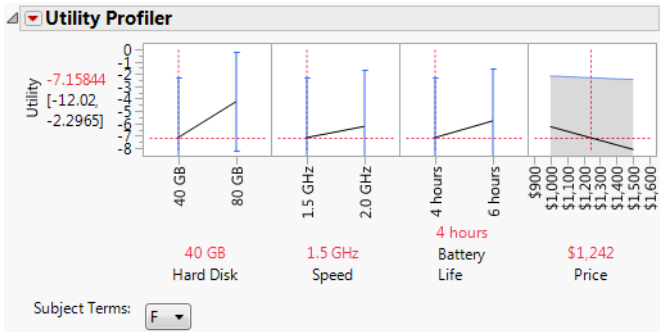 Utility Profiler
0
-1
-2
-3
-4
-5
-6
-7
-8
Utility
-7.15844
[-12.02,
-2.2965]
40 GB
80 GB
1.5 GHz
2.0 GHz
4 hours
6 hours
$900
$1,000
$1,100
$1,200
$1,300
$1,400
$1,500
$1,600
40 GB
Hard Disk
1.5 GHz
Speed
4 hours
Battery
Life
$1,242
Price
Subject Terms:
F